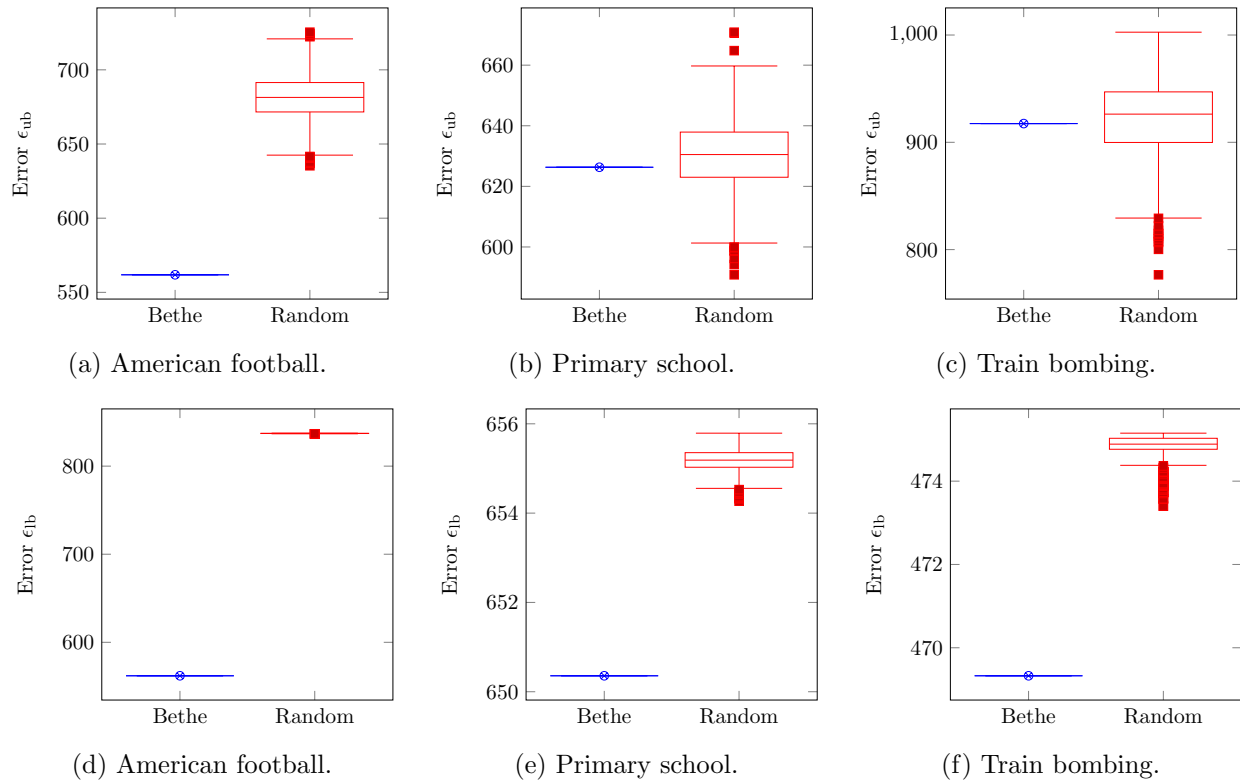 Error ϵub
700
650
600
550
Bethe Random
(a) American football.
Error ϵub
660
640
620
600
Bethe Random
(b) Primary school.
Error ϵub
1,000
900
800
Bethe Random
(c) Train bombing.
Error ϵlb
800
700
600
Bethe Random
(d) American football.
Error ϵlb
656
654
652
650
Bethe Random
(e) Primary school.
Error ϵlb
474
472
470
Bethe Random
(f) Train bombing.